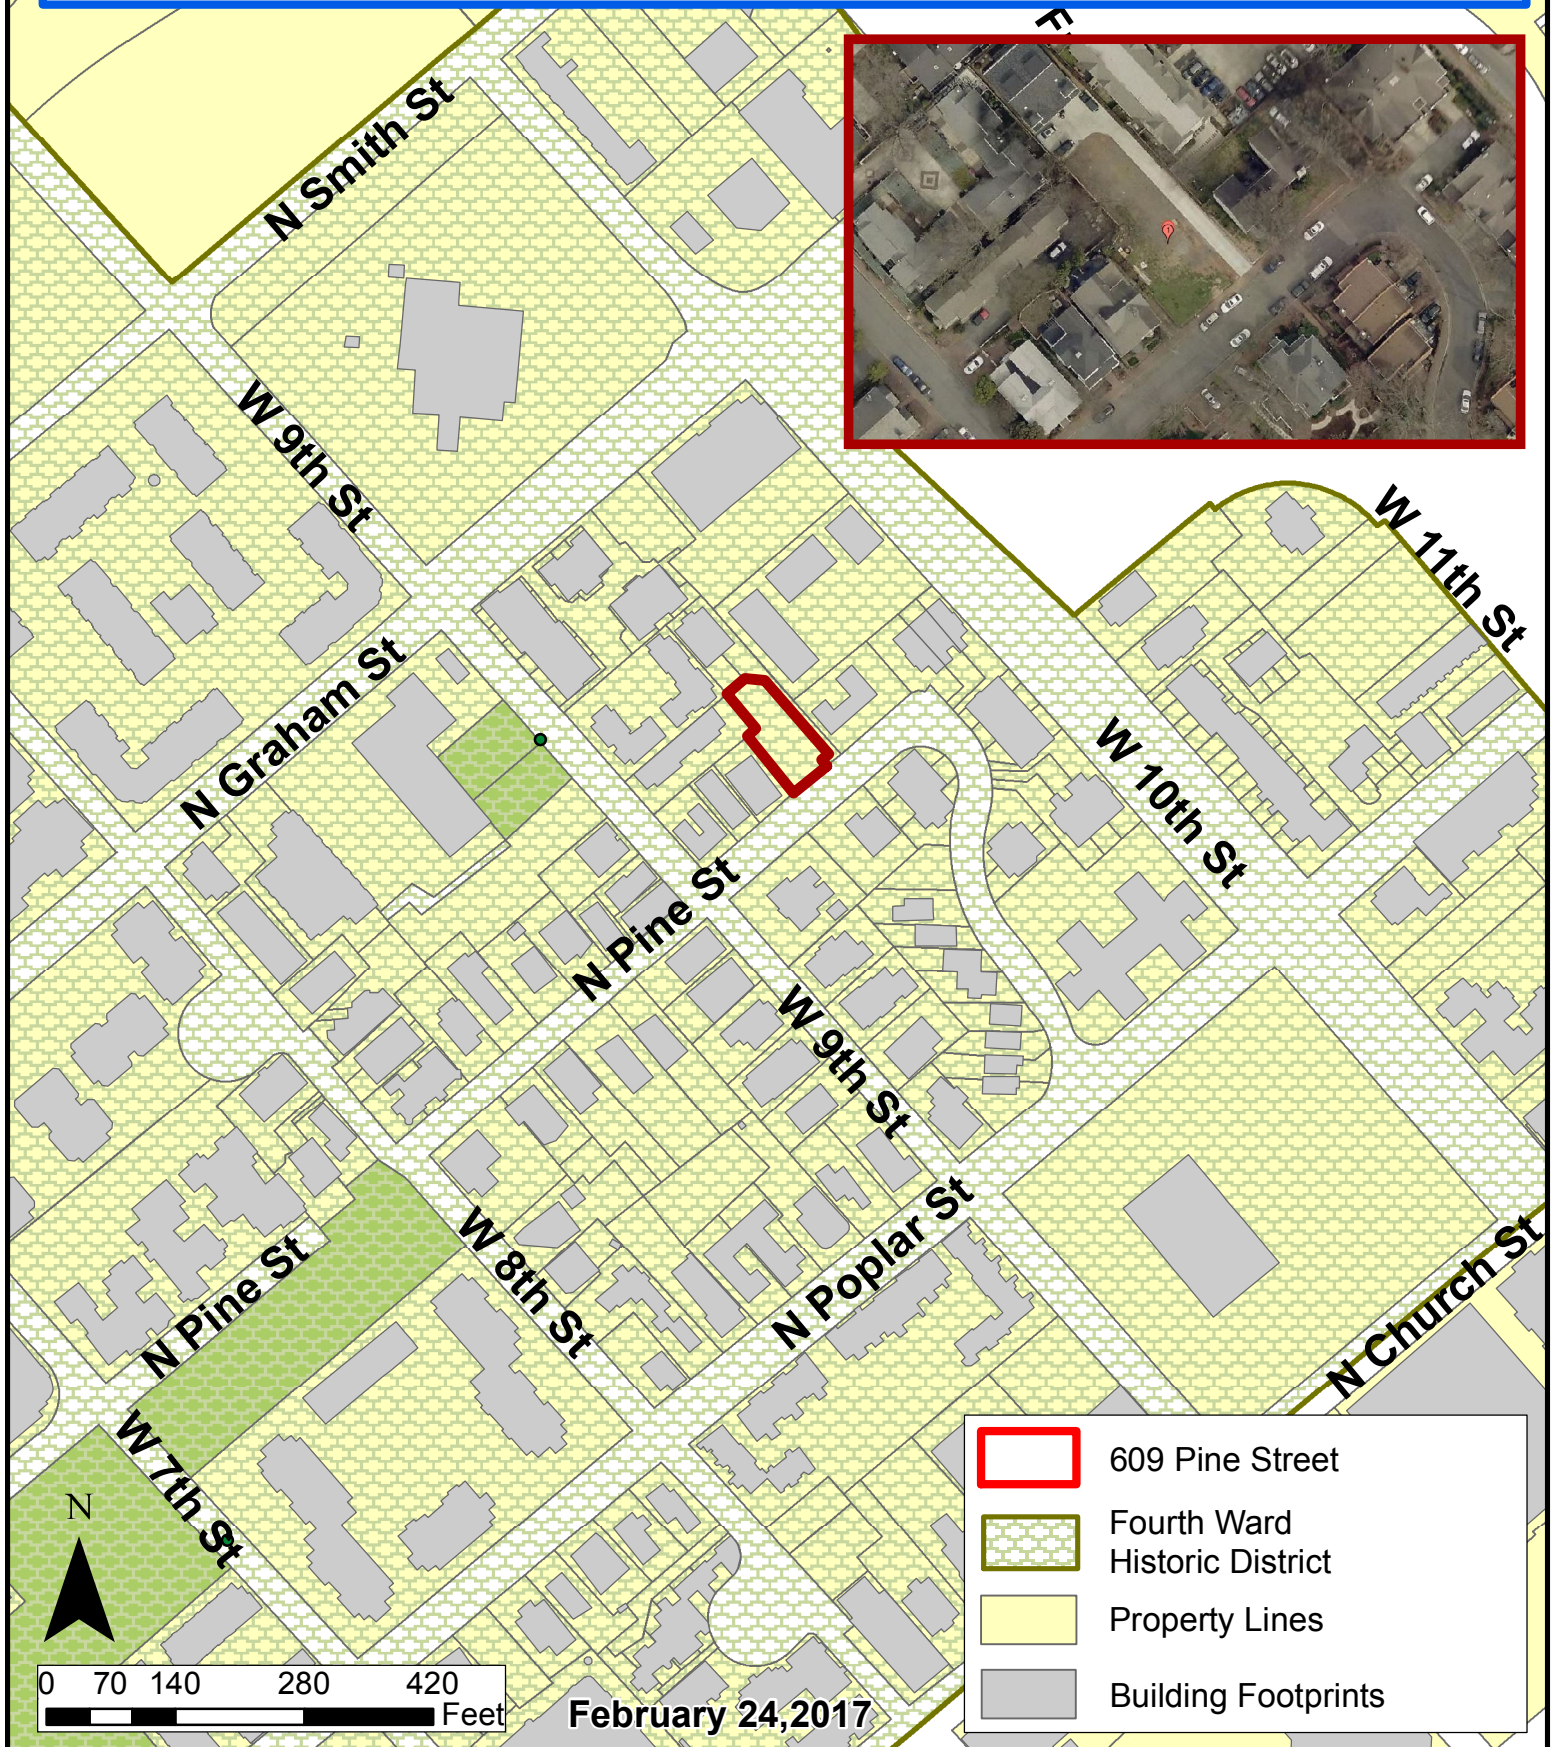 N Smith St
W 9th St
W 11th St
N Graham St
W 10th St
N Pine St
W 9th St
N Poplar St
W 8th St
N Pine St
N Church St
W 7th St
N
609 Pine Street
Fourth Ward
Historic District
Property Lines
Building Footprints
0 70 140 280 420
Feet
February 24,2017